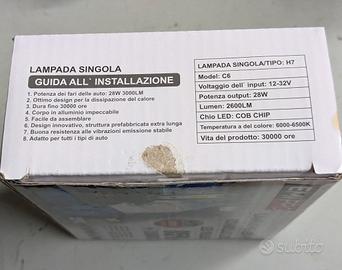 LAMPADA SINGOLA
GUIDA ALL` INSTALLAZIONE
1. Potenza dei fari delle auto: 28W 3000LM
2. Ottimo design per la dissipazione del calore
3. Dura fino 30000 ore
4. Corpo in alluminio impeccabile
5. Facile da assemblare
6. Design innovativo, struttura prefabbricata extra lunga
7. Buona resistenza alle vibrazioni emissione stabile
8. Adatto per tutti i tipi di auto
LAMPADA SINGOLA/TIPO: H7
Model: C6
Voltaggio dell` input: 12-32V
Potenza output: 28W
Lumen: 2600LM
Chio LED: COB CHIP
Temperatura a del colore: 6000-6500K
Vita del prodotto: 30000 ore
subito